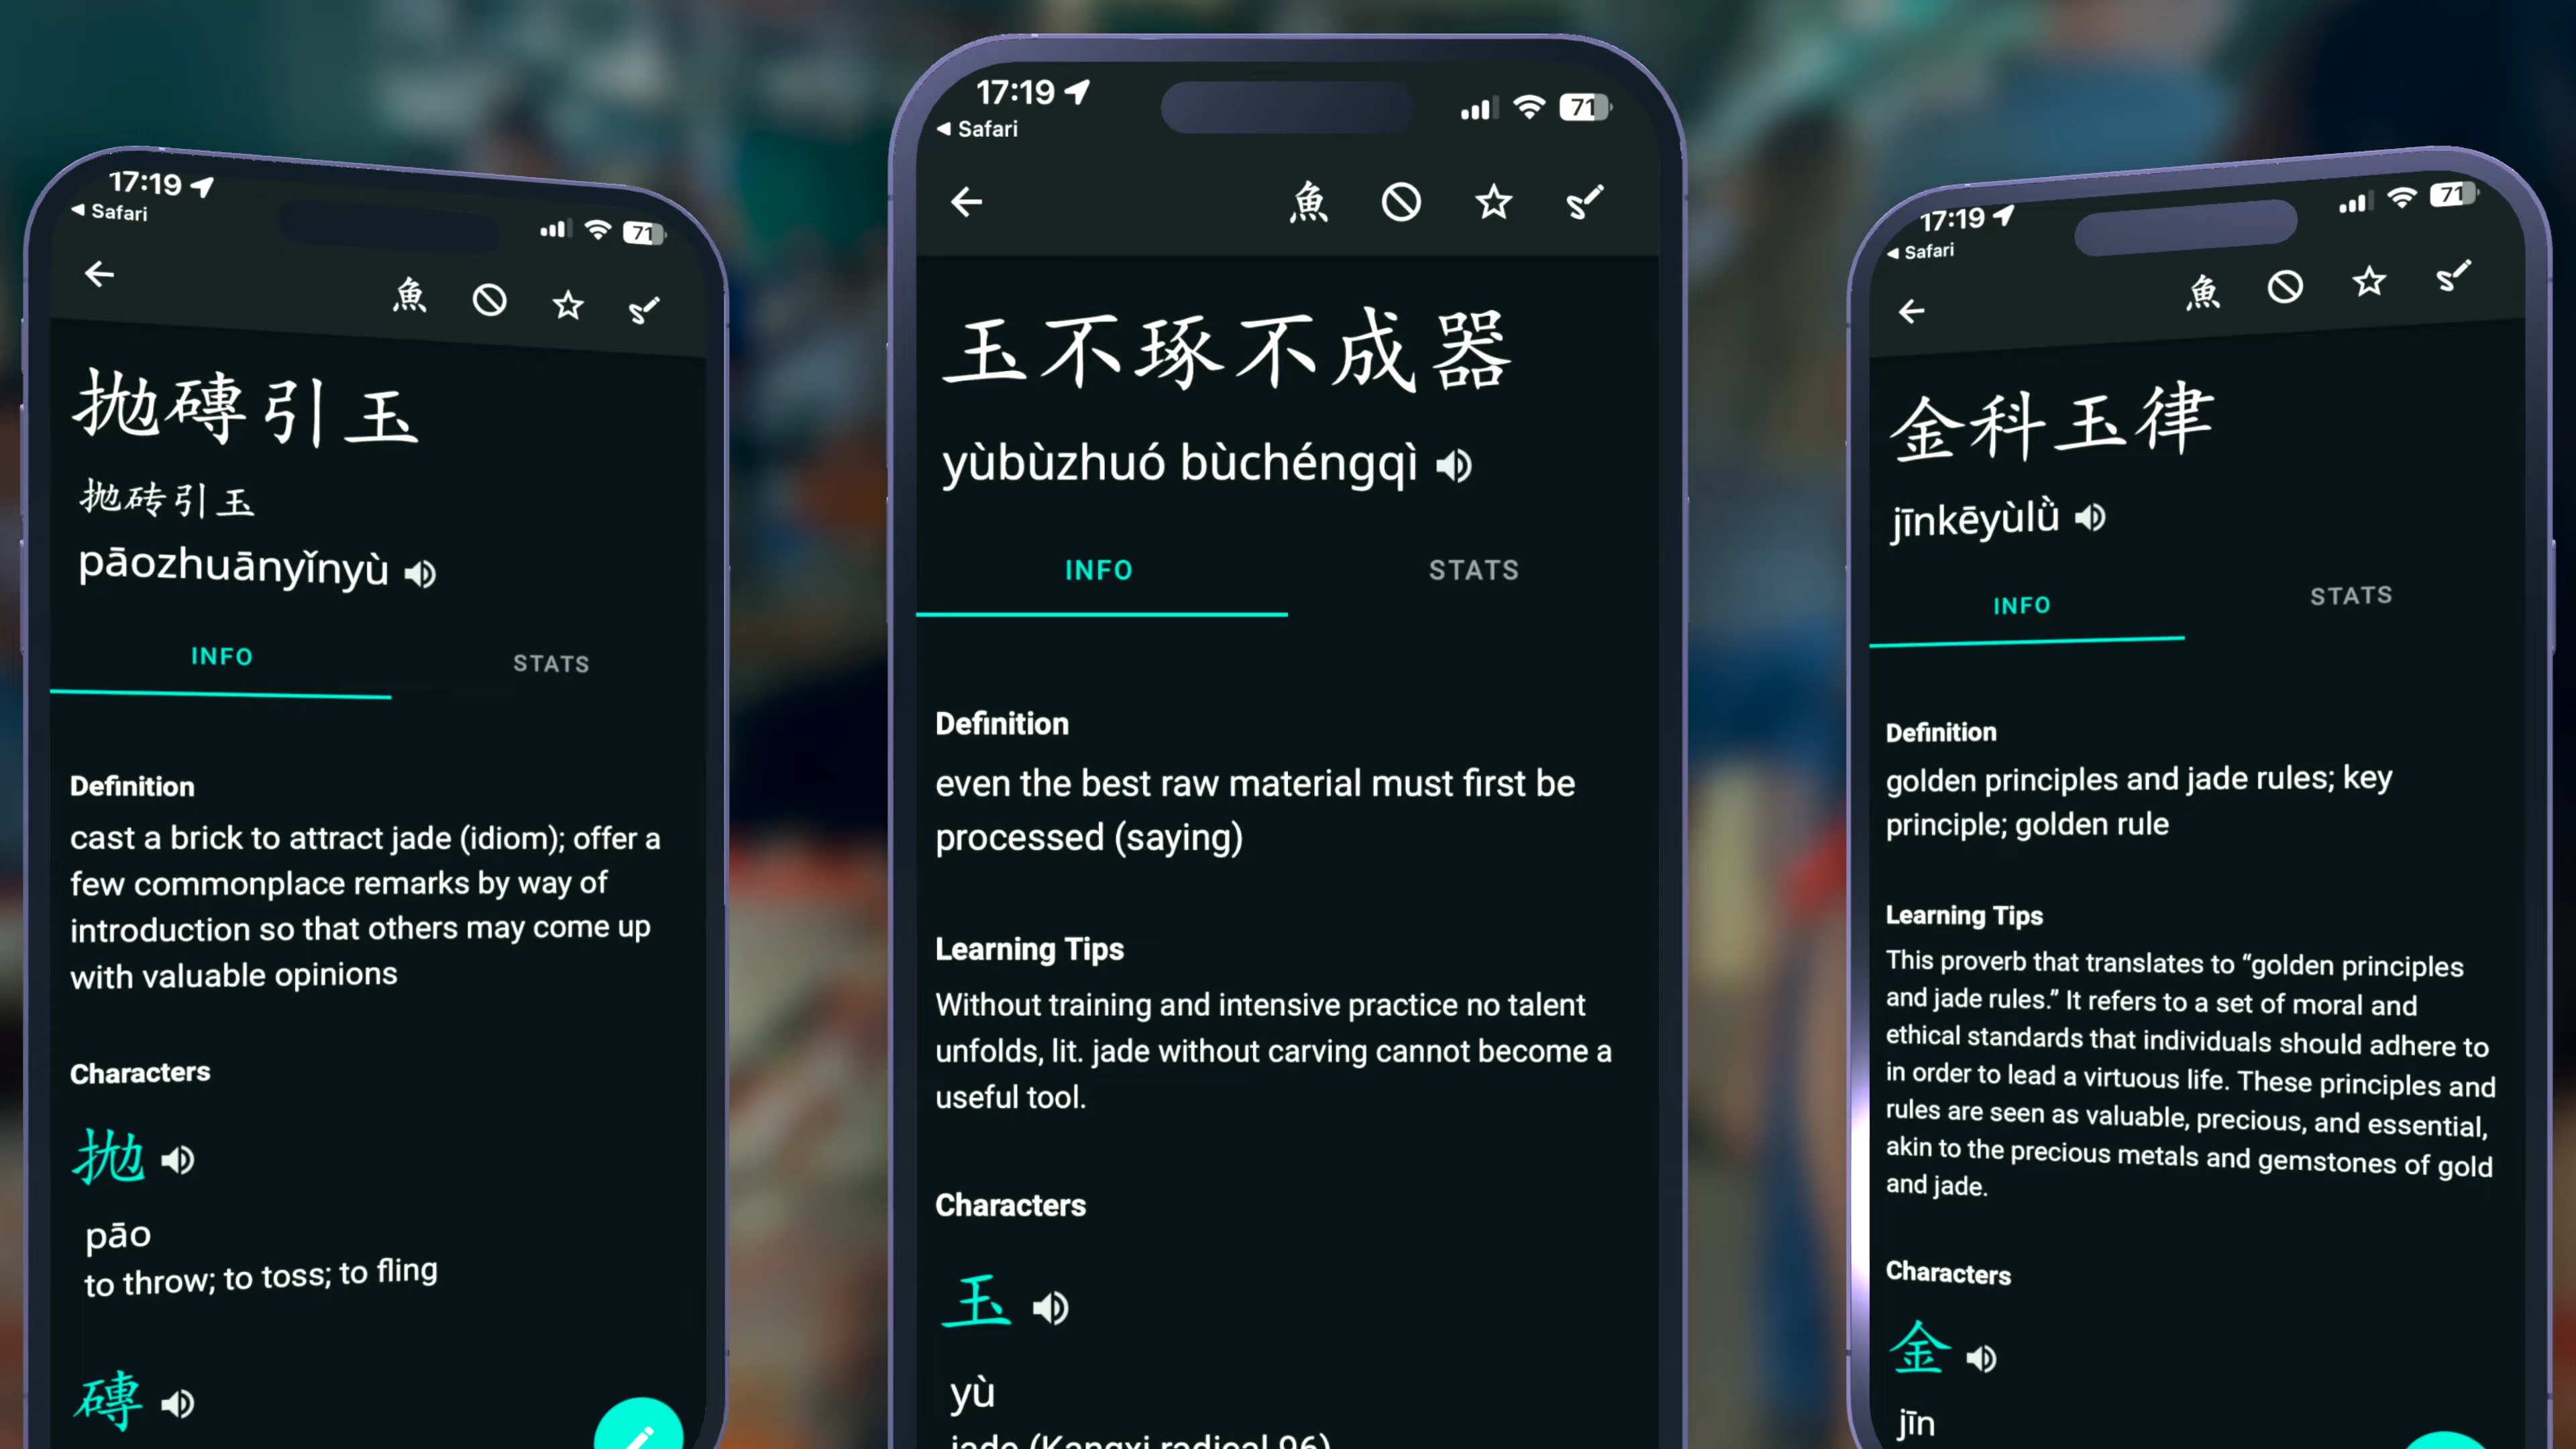 17:19
Safari
71
抛磚引玉
抛砖引玉
pāozhuānyǐnyù
INFO
STATS
Definition
cast a brick to attract jade (idiom); offer a
few commonplace remarks by way of
introduction so that others may come up
with valuable opinions
Characters
抛
pāo
to throw; to toss; to fling
磚
17:19
Safari
71
魚
玉不琢不成器
yùbùzhuó bùchéngqì
INFO
STATS
Definition
even the best raw material must first be
processed (saying)
Learning Tips
Without training and intensive practice no talent
unfolds, lit. jade without carving cannot become a
useful tool.
Characters
玉
yù
jade (Kangxi radical 96)
17:19
Safari
71
魚
金科玉律
jīnkēyùlǜ
INFO
STATS
Definition
golden principles and jade rules; key
principle; golden rule
Learning Tips
This proverb that translates to “golden principles
and jade rules.” It refers to a set of moral and
ethical standards that individuals should adhere to
in order to lead a virtuous life. These principles and
rules are seen as valuable, precious, and essential,
akin to the precious metals and gemstones of gold
and jade.
Characters
金
jīn